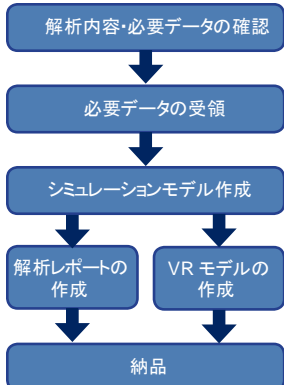 解析内容・必要データの確認
必要データの受領
シミュレーションモデル作成
解析レポートの
作成
VR モデルの
作成
納品